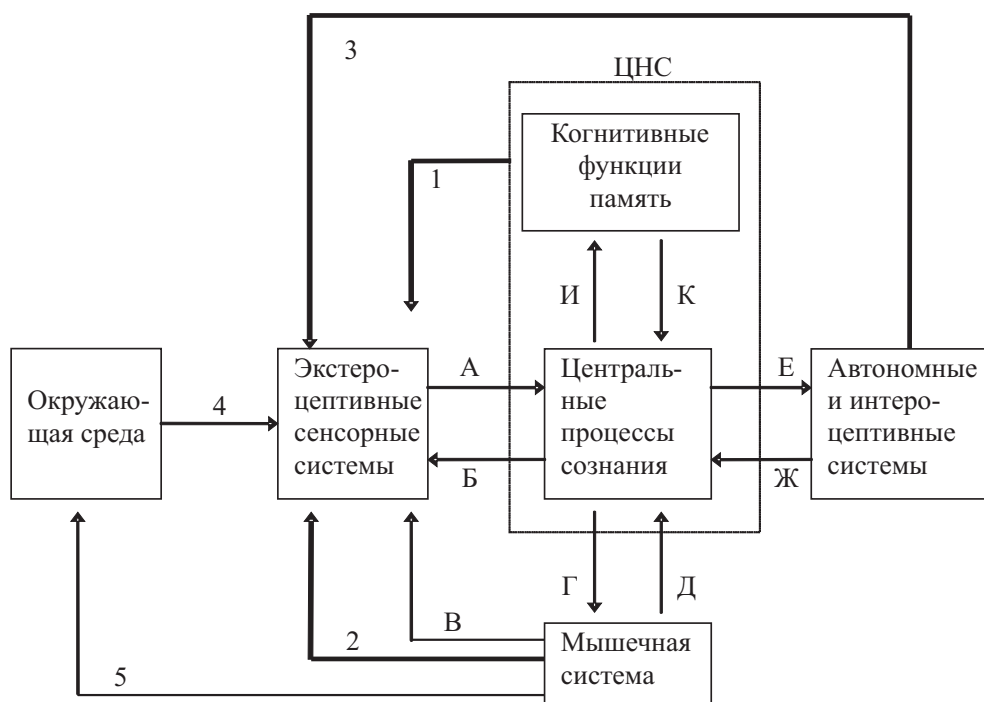 3
ЦНС
Когнитивные
функции
память
1
И
К
Окружаю-
щая среда
4
Экстеро-
цептивные
сенсорные
системы
А
Б
Централь-
ные
процессы
сознания
Е
Ж
Автономные
и интеро-
цептивные
системы
Г
Д
В
2
5
Мышечная
система